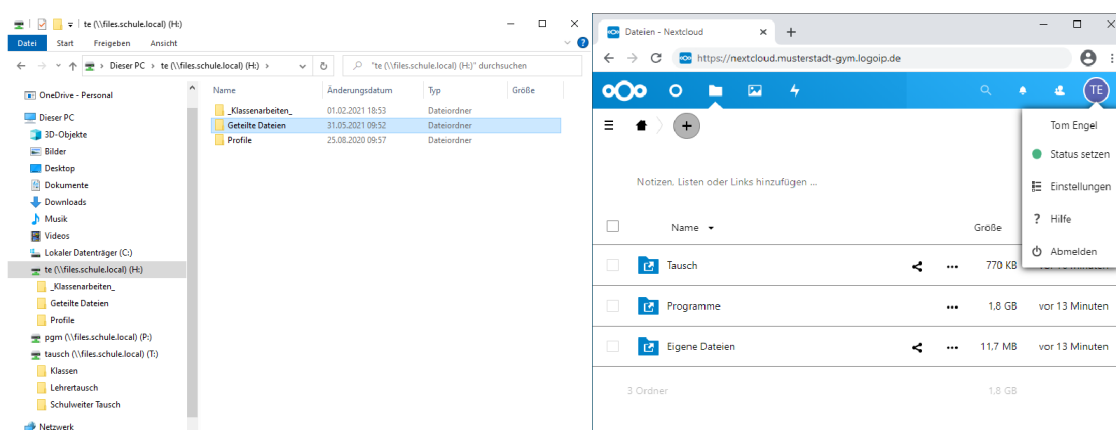 te (\\files.schule.local) (H:)
Datei Start Freigeben Ansicht
Dieser PC > te (\\files.schule.local) (H:) >
"te (\\files.schule.local) (H:)" durchsuchen
OneDrive - Personal
Dieser PC
3D-Objekte
Bilder
Desktop
Dokumente
Downloads
Musik
Videos
Lokaler Datenträger (C:)
te (\\files.schule.local) (H:)
_Klassenarbeiten_
Geteilte Dateien
Profile
pgm (\\files.schule.local) (P:)
tausch (\\files.schule.local) (T:)
Klassen
Lehrertausch
Schulweiter Tausch
Netzwerk
Name Änderungsdatum Typ Größe
_Klassenarbeiten_ 01.02.2021 18:53 Dateiordner
Geteilte Dateien 31.05.2021 09:52 Dateiordner
Profile 25.08.2020 09:57 Dateiordner
Dateien - Nextcloud
https://nextcloud.musterstadt-gym.logoip.de
TE
Tom Engel
Status setzen
Einstellungen
Hilfe
Abmelden
Notizen, Listen oder Links hinzufügen ...
Name Größe
Tausch 770 KB
Programme 1,8 GB vor 13 Minuten
Eigene Dateien 11,7 MB vor 13 Minuten
3 Ordner 1,8 GB